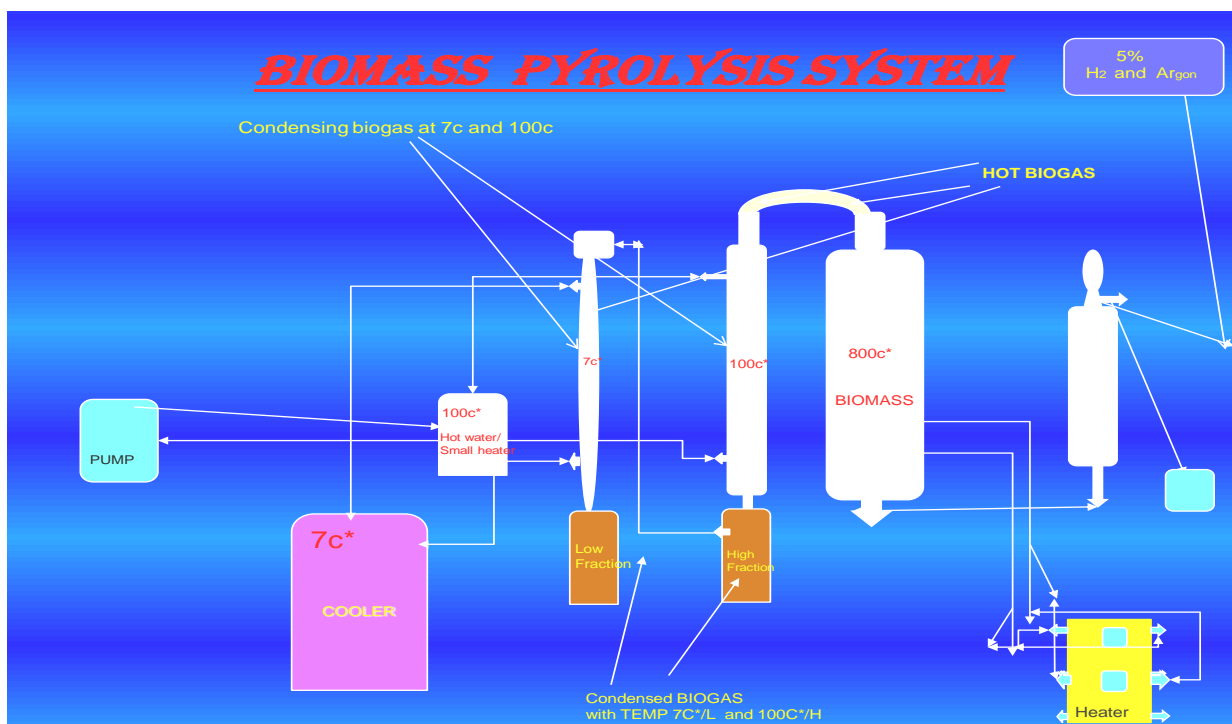 BIOMASS PYROLYSIS SYSTEM
5%
H2 and Argon
Condensing biogas at 7c and 100c
HOT BIOGAS
7c*
100c*
800c*
BIOMASS
100c*
Hot water/
Small heater
PUMP
7c*
COOLER
Low
Fraction
High
Fraction
Condensed BIOGAS
with TEMP 7C*/L and 100C*/H
Heater